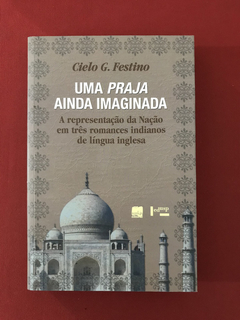 Cielo G. Festino
UMA PRAJA
AINDA IMAGINADA
A representação da Nação
em três romances indianos
de língua inglesa